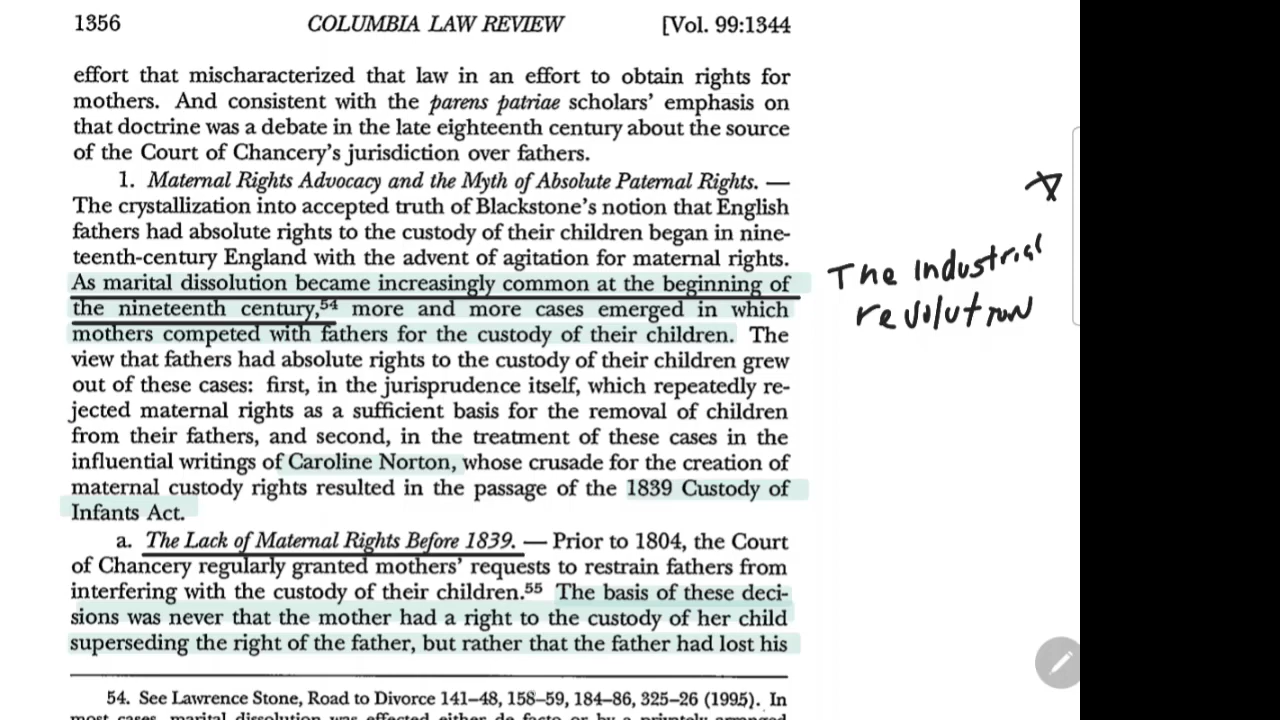 1356 COLUMBIA LAW REVIEW [Vol. 99:1344
effort that mischaracterized that law in an effort to obtain rights for
mothers. And consistent with the parens patriae scholars' emphasis on
that doctrine was a debate in the late eighteenth century about the source
of the Court of Chancery's jurisdiction over fathers.
1. Maternal Rights Advocacy and the Myth of Absolute Paternal Rights. —
The crystallization into accepted truth of Blackstone's notion that English
fathers had absolute rights to the custody of their children began in nine-
teenth-century England with the advent of agitation for maternal rights.
As marital dissolution became increasingly common at the beginning of
the nineteenth century,54 more and more cases emerged in which
mothers competed with fathers for the custody of their children. The
view that fathers had absolute rights to the custody of their children grew
out of these cases: first, in the jurisprudence itself, which repeatedly re-
jected maternal rights as a sufficient basis for the removal of children
from their fathers, and second, in the treatment of these cases in the
influential writings of Caroline Norton, whose crusade for the creation of
maternal custody rights resulted in the passage of the 1839 Custody of
Infants Act.
a. The Lack of Maternal Rights Before 1839. — Prior to 1804, the Court
of Chancery regularly granted mothers' requests to restrain fathers from
interfering with the custody of their children.55 The basis of these deci-
sions was never that the mother had a right to the custody of her child
superseding the right of the father, but rather that the father had lost his
54. See Lawrence Stone, Road to Divorce 141–48, 158–59, 184–86, 325–26 (1995). In
most cases, marital dissolution was effected either de facto or by a privately arranged
The industrial
revolution